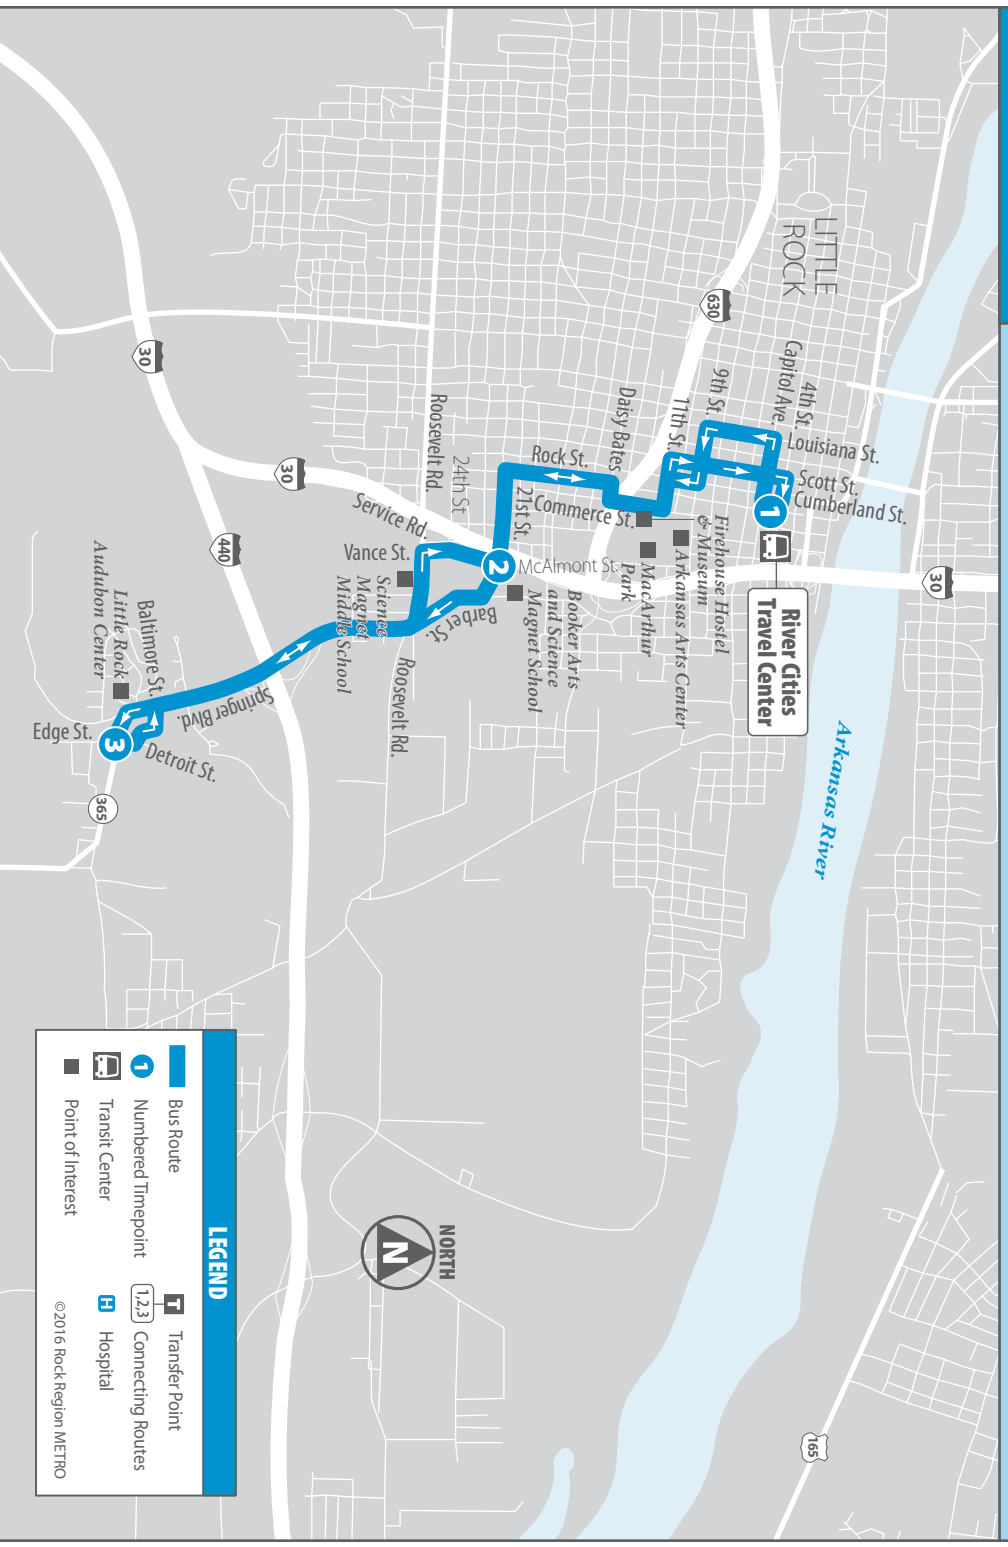 LITTLE
ROCK
630
30
30
30
440
365
165
4th St.
Capitol Ave.
9th St.
11th St.
Louisiana St.
Scott St.
Cumberland St.
1
River Cities
Travel Center
Arkansas River
Daisy Bates
Rock St.
Commerce St.
21st St.
Firehouse Hostel
& Museum
Arkansas Arts Center
MacArthur
Park
McAlmont St.
2
Booker Arts
and Science
Magnet School
Roosevelt Rd.
24th St
Service Rd.
Vance St.
Barber St.
Science
Magnet
Middle School
Roosevelt Rd.
Springer Blvd.
Baltimore St.
Little Rock
Audubon Center
Edge St.
3
Detroit St.
NORTH
N
LEGEND
Bus Route
1
Numbered Timepoint
Transit Center
Point of Interest
T
Transfer Point
1,2,3
Connecting Routes
H
Hospital
©2016 Rock Region METRO